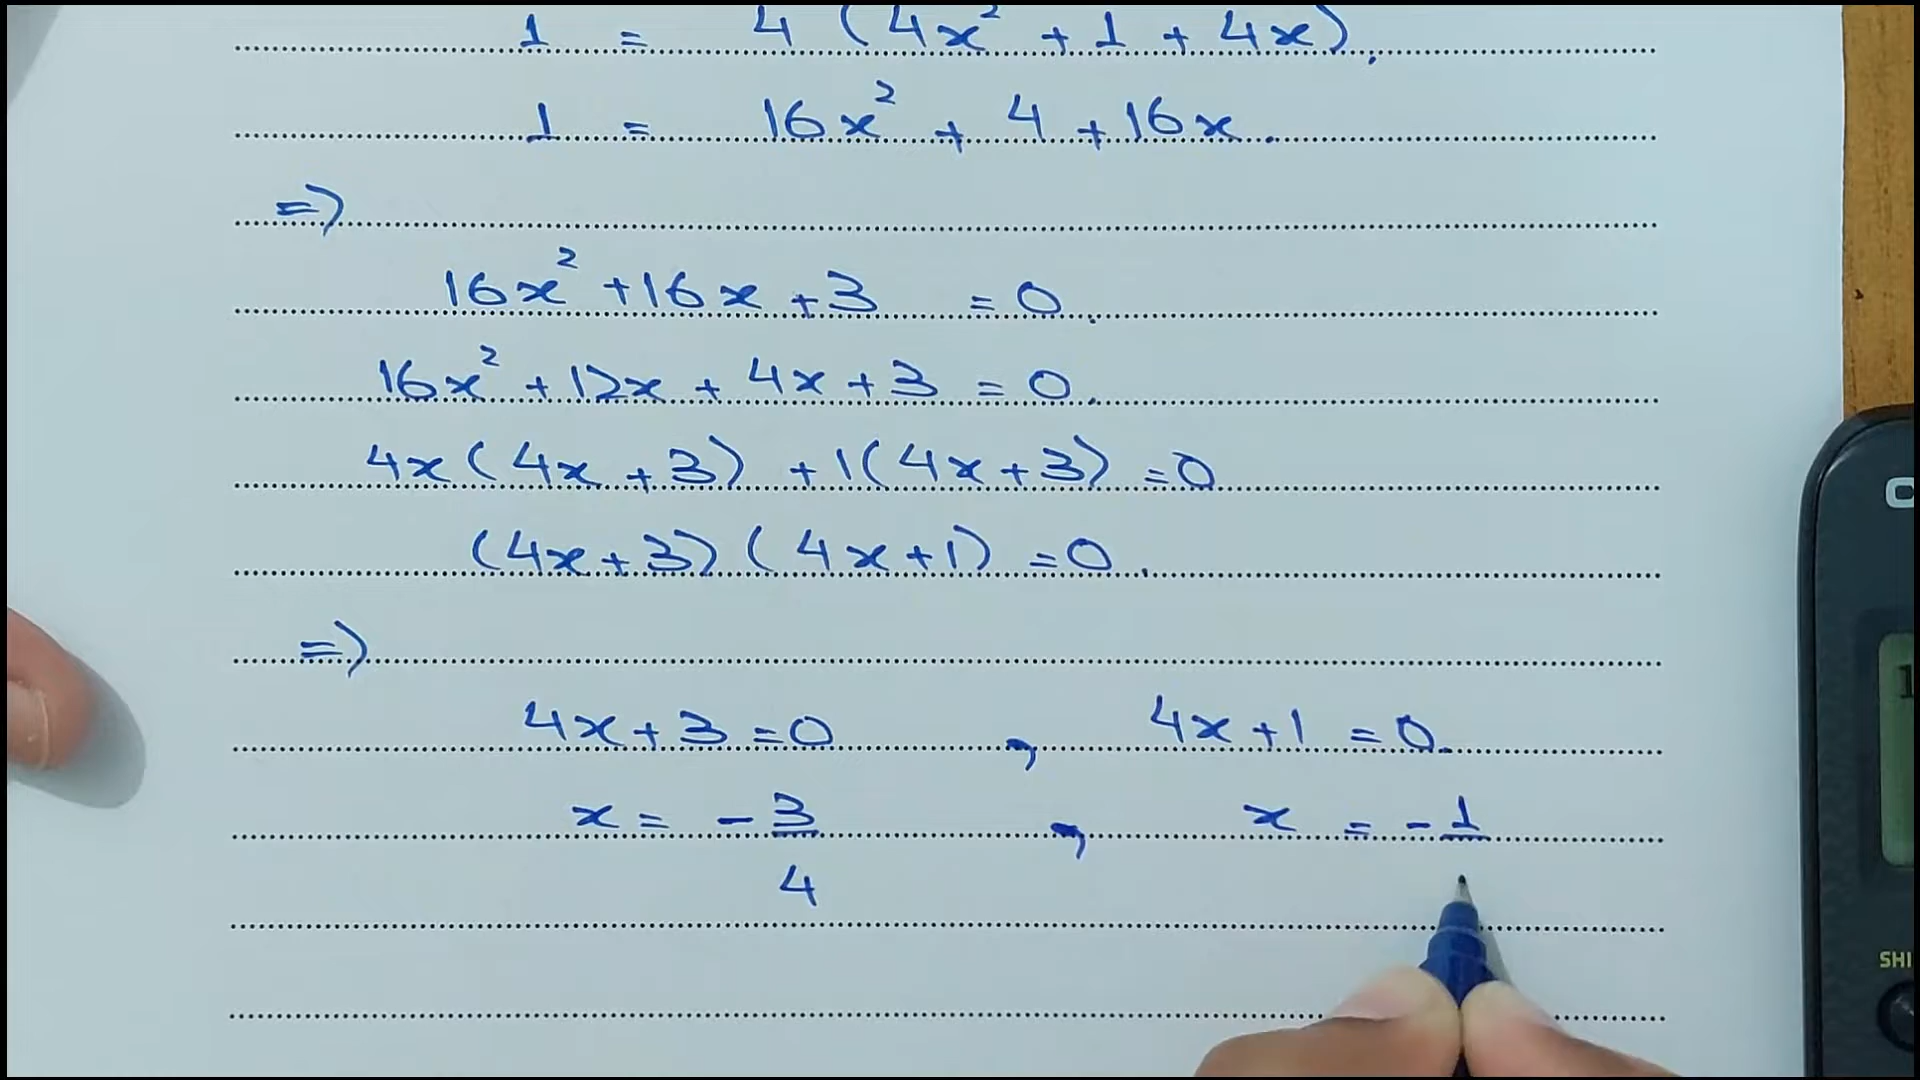 1 = 4 (4x² + 1 + 4x).
1 = 16x² + 4 + 16x.
=>
16x² + 16x + 3 = 0.
16x² + 12x + 4x + 3 = 0.
4x(4x + 3) + 1(4x + 3) = 0
(4x + 3)(4x + 1) = 0.
=>
4x + 3 = 0 , 4x + 1 = 0.
x = - 3/4 , x = - 1
SHI